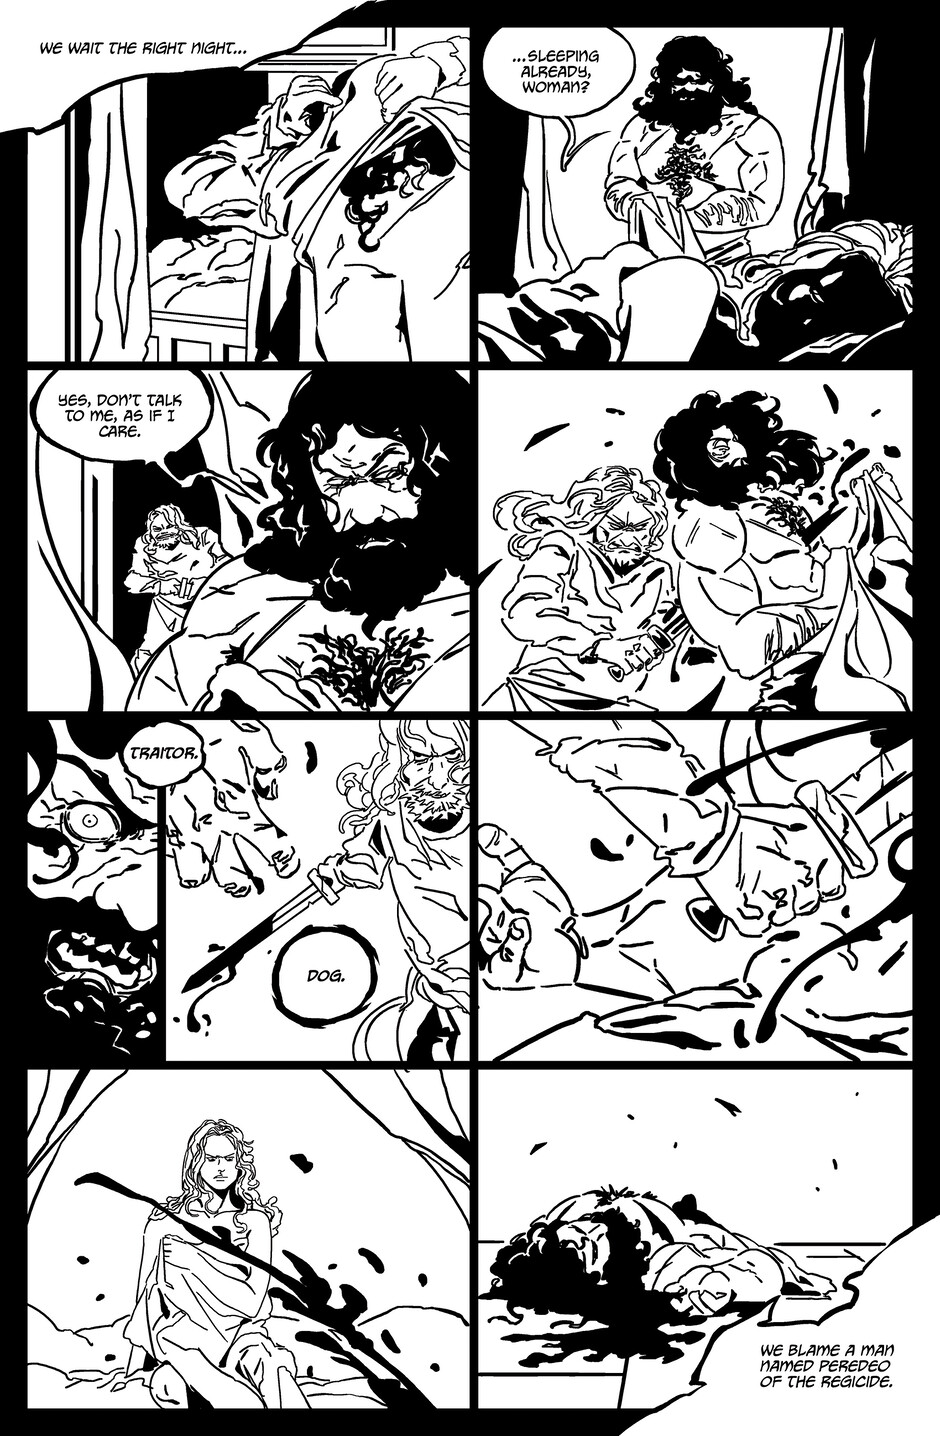 WE WAIT THE RIGHT NIGHT...
...SLEEPING
ALREADY,
WOMAN?
YES, DON'T TALK
TO ME, AS IF I
CARE.
TRAITOR.
DOG.
WE BLAME A MAN
NAMED PEREDEO
OF THE REGICIDE.